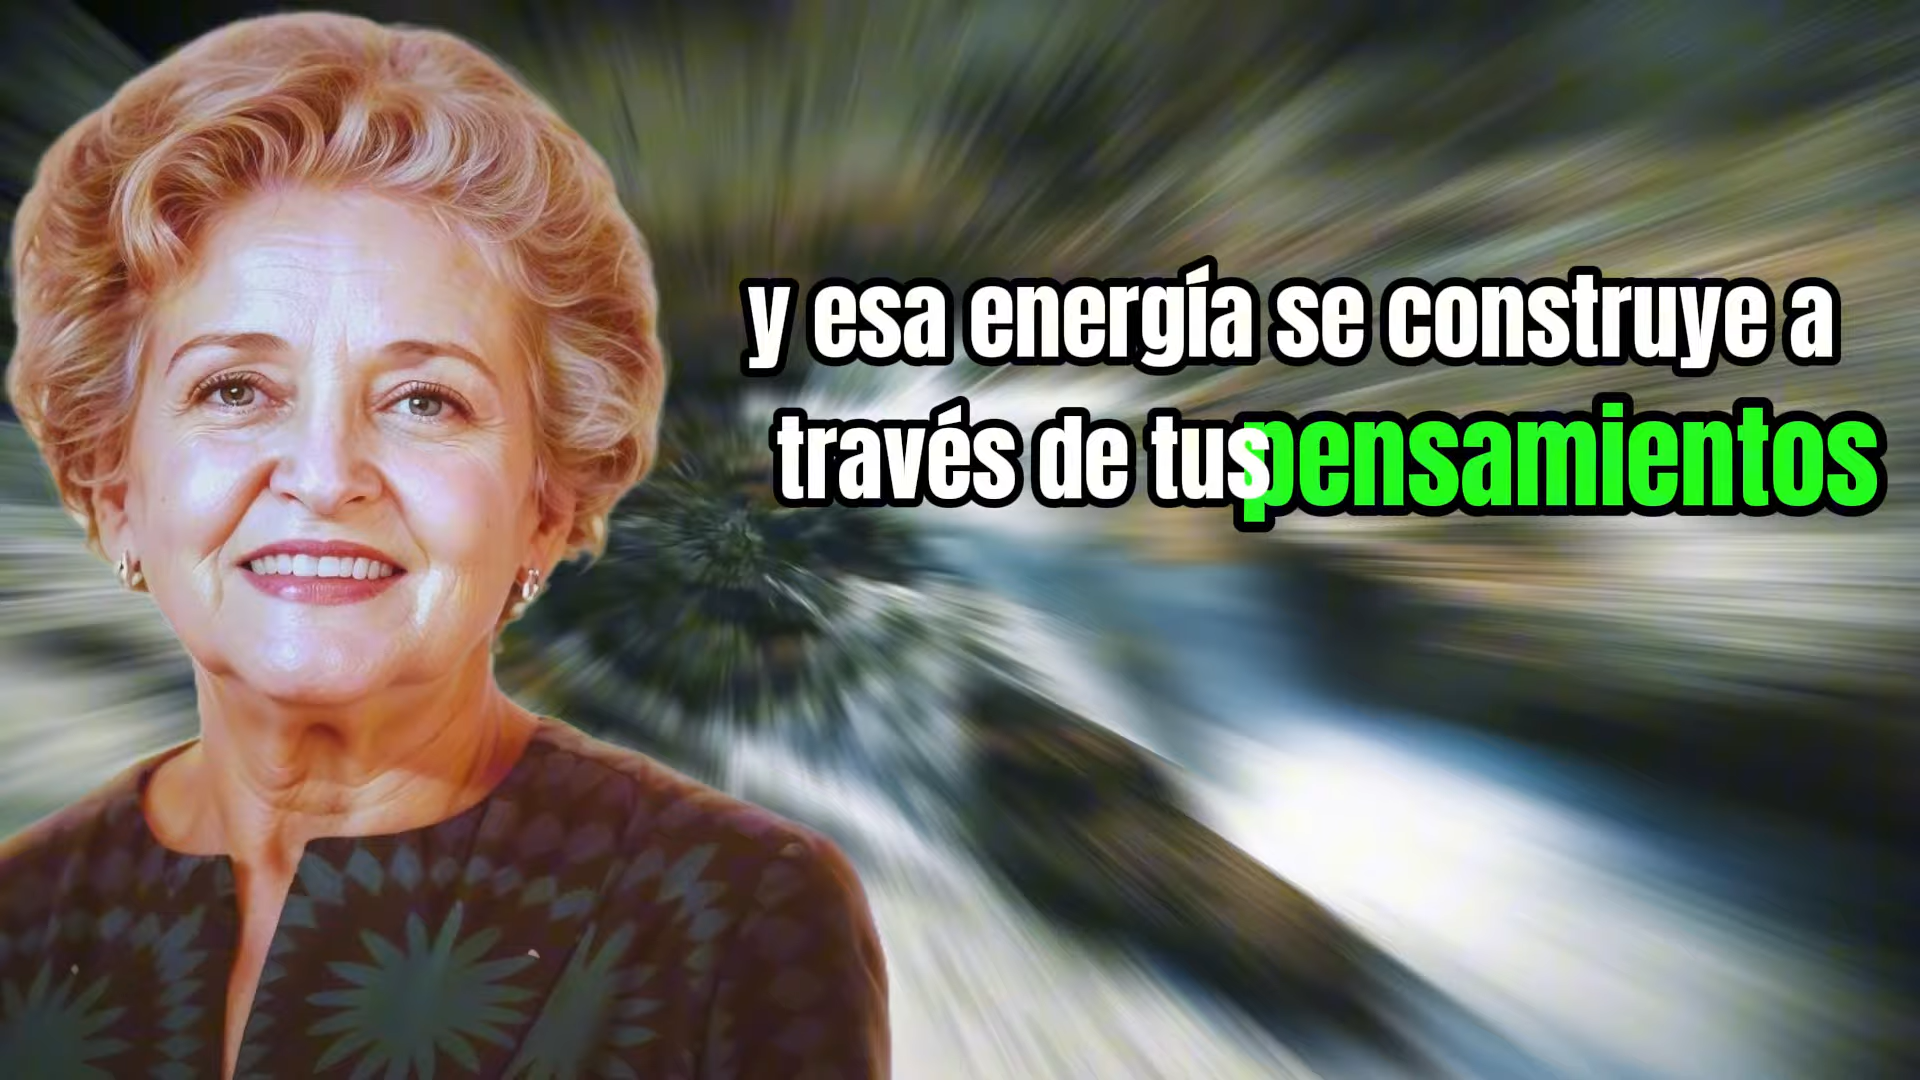 y esa energía se construye a
través de tus pensamientos